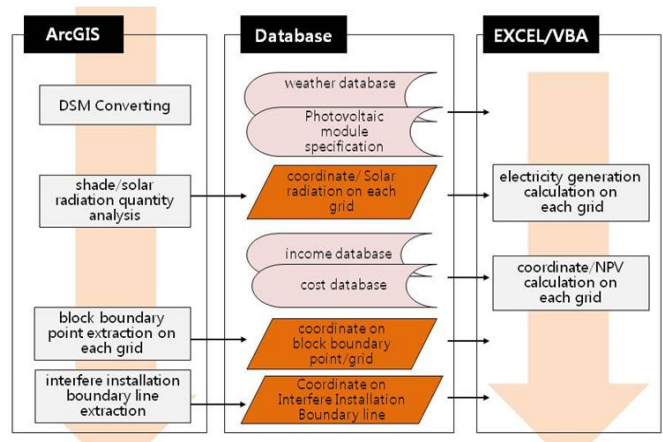 ArcGIS
DSM Converting
shade/solar
radiation quantity
analysis
block boundary
point extraction on
each grid
interfere installation
boundary line
extraction
Database
weather database
Photovoltaic
module
specification
coordinate/ Solar
radiation on each
grid
income database
cost database
coordinate on
block boundary
point/grid
Coordinate on
Interfere Installation
Boundary line
EXCEL/VBA
electricity generation
calculation on
each grid
coordinate/NPV
calculation on
each grid